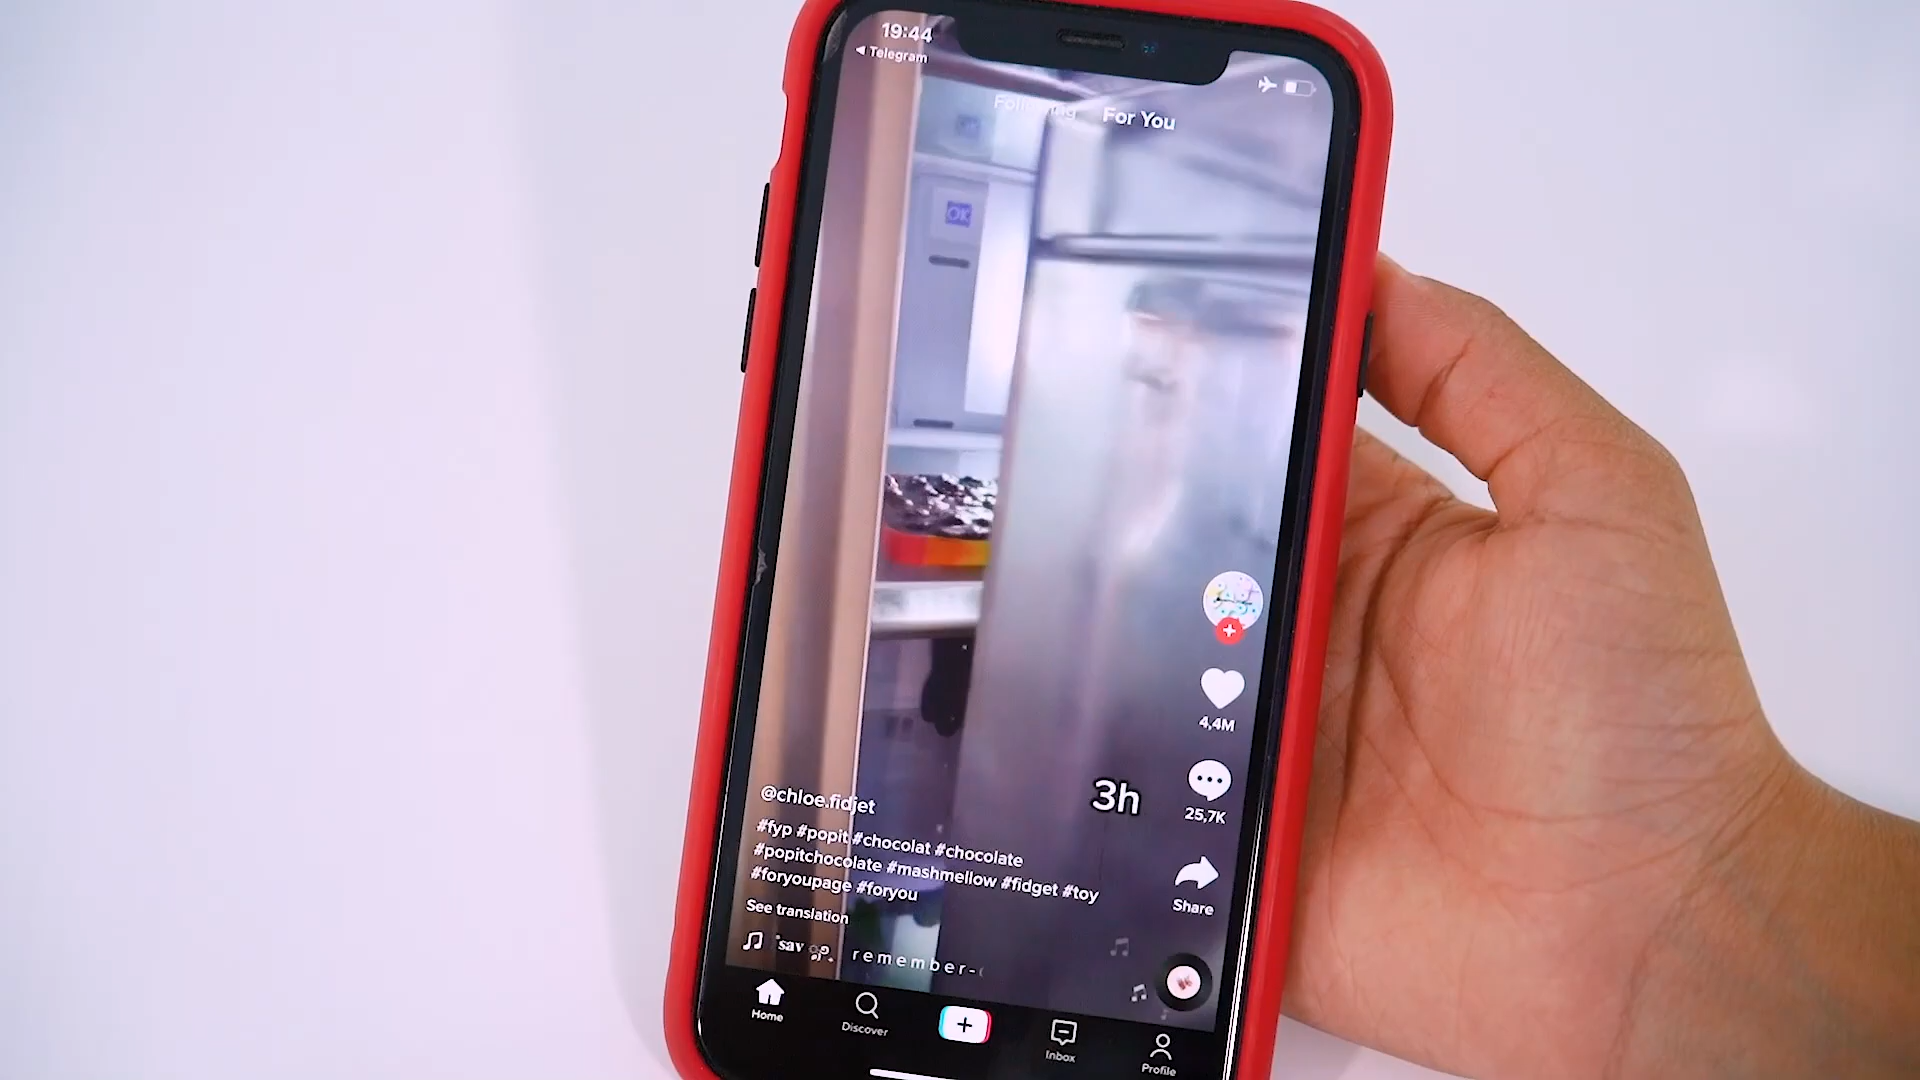 19:44
◀ Telegram
Following For You
OK
4,4M
3h
25,7K
@chloe.fidjet
#fyp #popit #chocolat #chocolate
#popitchocolate #mashmellow #fidget #toy
#foryoupage #foryou
Share
See translation
remember-
Home
Discover
Inbox
Profile